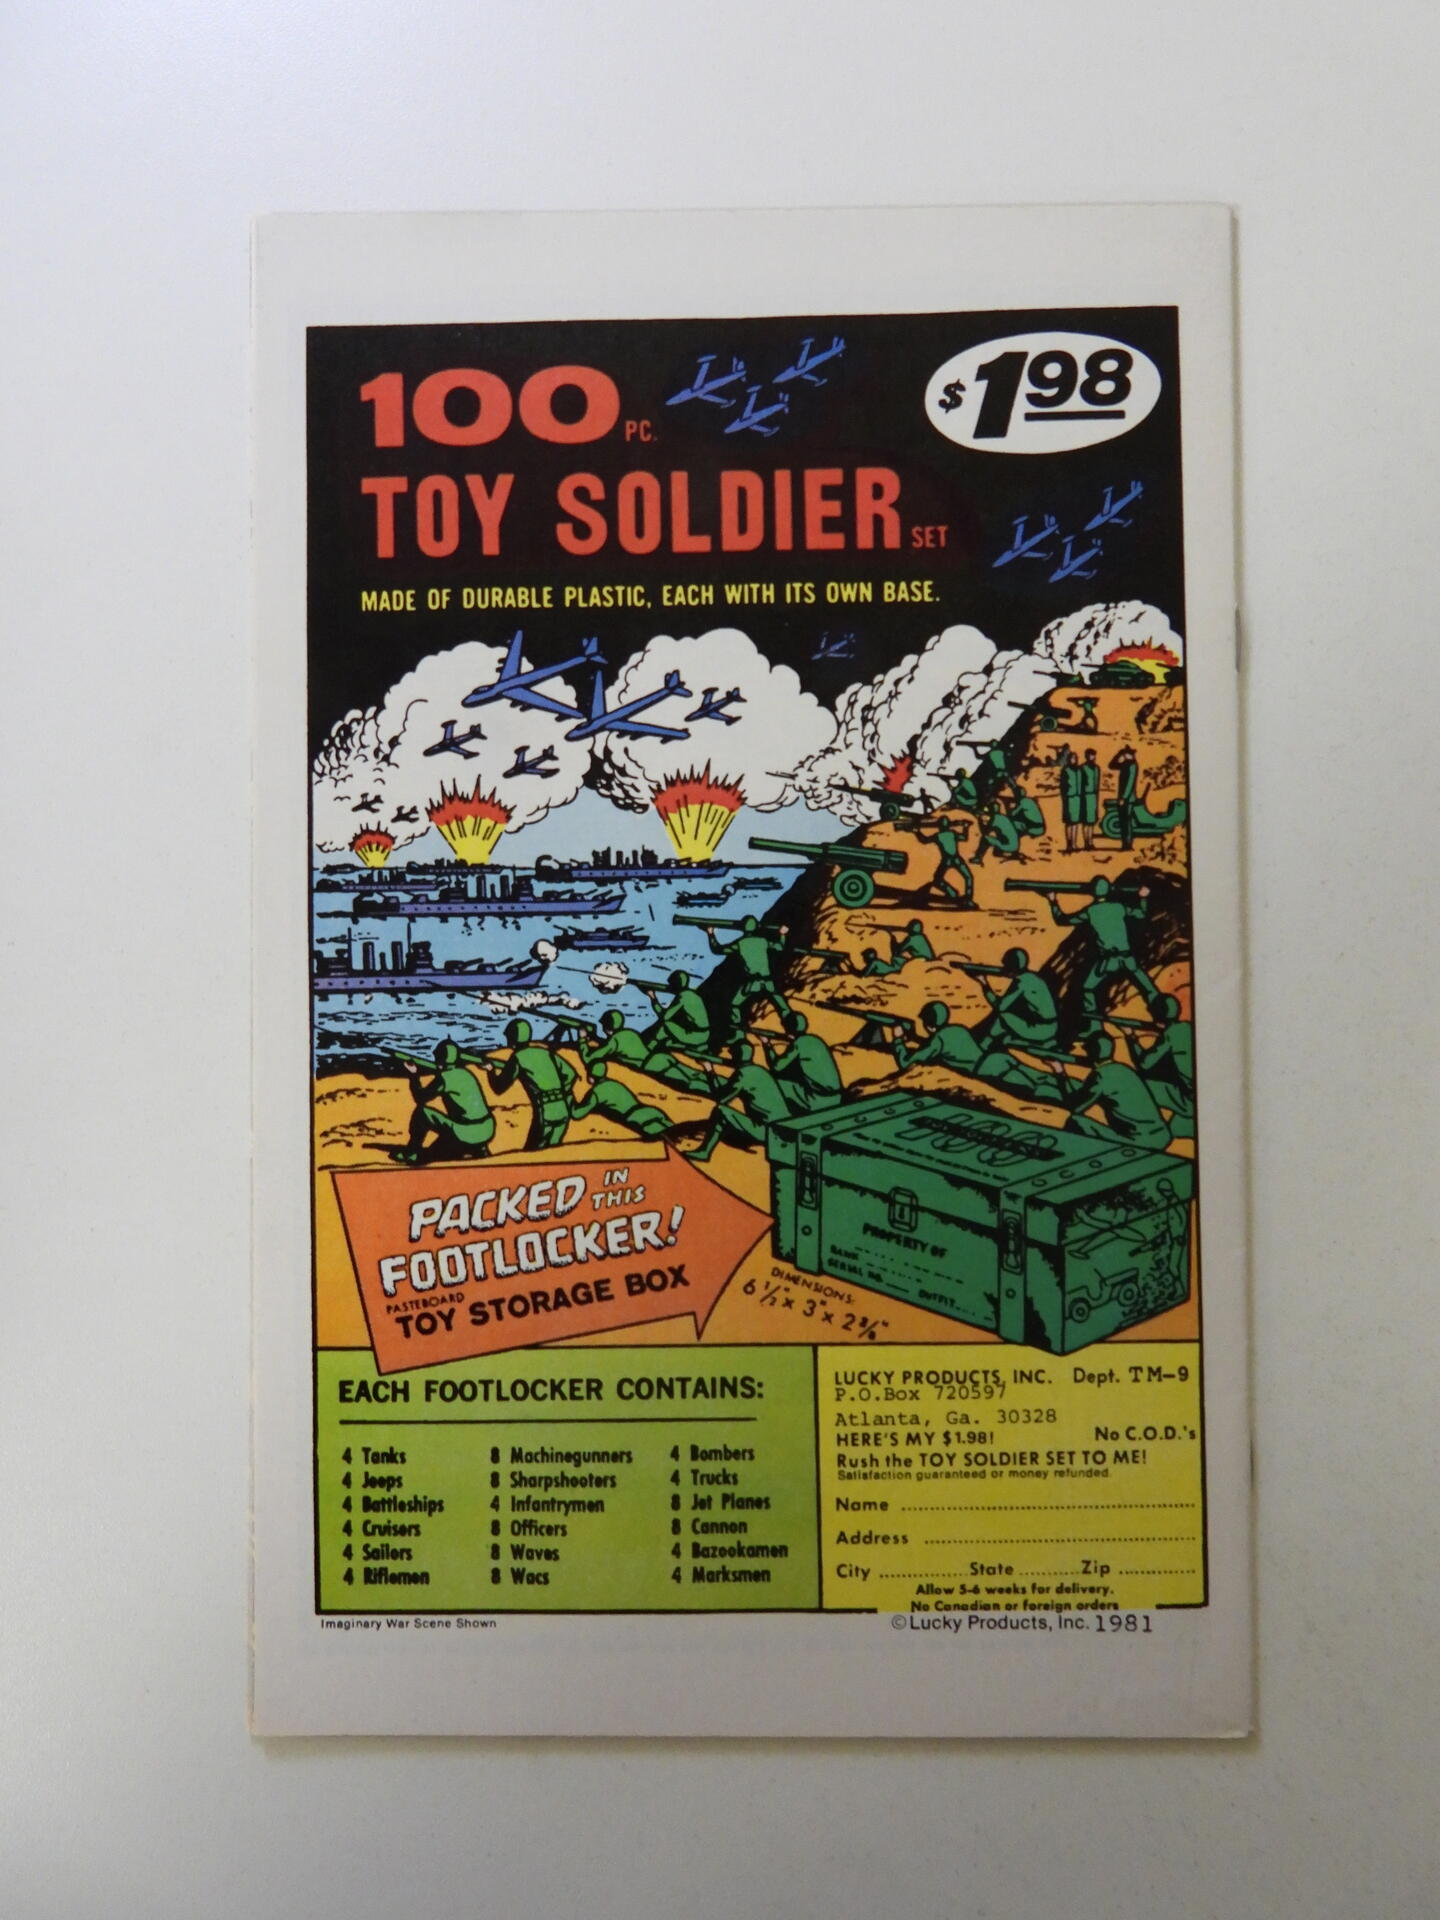 100 PC.
$1.98
TOY SOLDIER SET
MADE OF DURABLE PLASTIC, EACH WITH ITS OWN BASE.
PACKED IN THIS
FOOTLOCKER!
PASTEBOARD
TOY STORAGE BOX
100
PROPERTY OF
RANK
SERIAL NO.
OUTFIT
DIMENSIONS:
6 1/2" x 3" x 2 3/8"
EACH FOOTLOCKER CONTAINS:
4 Tanks
4 Jeeps
4 Battleships
4 Cruisers
4 Sailors
4 Riflemen
8 Machinegunners
8 Sharpshooters
4 Infantrymen
8 Officers
8 Waves
8 Wacs
4 Bombers
4 Trucks
8 Jet Planes
8 Cannon
4 Bazookamen
4 Marksmen
LUCKY PRODUCTS, INC. Dept. TM-9
P.O.Box 720597
Atlanta, Ga. 30328
HERE'S MY $1.98! No C.O.D.'s
Rush the TOY SOLDIER SET TO ME!
Satisfaction guaranteed or money refunded.
Name
Address
City State Zip
Allow 5-6 weeks for delivery.
No Canadian or foreign orders
Imaginary War Scene Shown
©Lucky Products, Inc. 1981